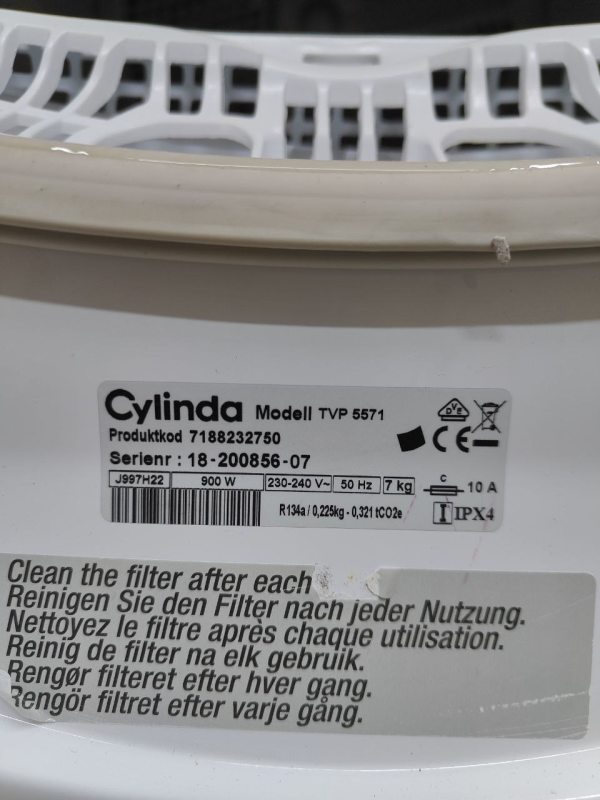 Cylinda Modell TVP 5571
Produktkod 7188232750
Serienr : 18-200856-07
J997H22 900 W 230-240 V~ 50 Hz 7 kg C 10 A
R134a / 0,225kg - 0,321 tCO2e IPX4
DVE
CE
Clean the filter after each
Reinigen Sie den Filter nach jeder Nutzung.
Nettoyez le filtre après chaque utilisation.
Reinig de filter na elk gebruik.
Rengør filteret efter hver gang.
Rengör filtret efter varje gång.